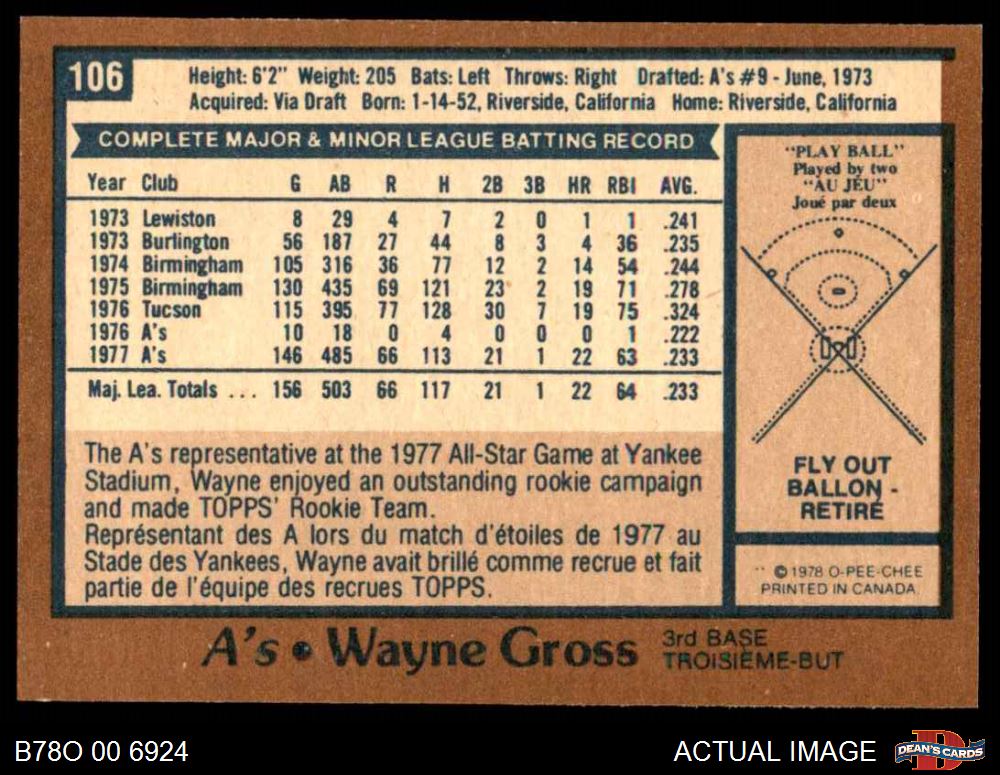 106
Height: 6'2" Weight: 205 Bats: Left Throws: Right Drafted: A's #9 - June, 1973
Acquired: Via Draft Born: 1-14-52, Riverside, California Home: Riverside, California
COMPLETE MAJOR & MINOR LEAGUE BATTING RECORD
Year Club G AB R H 2B 3B HR RBI AVG.
1973 Lewiston 8 29 4 7 2 0 1 1 .241
1973 Burlington 56 187 27 44 8 3 4 36 .235
1974 Birmingham 105 316 36 77 12 2 14 54 .244
1975 Birmingham 130 435 69 121 23 2 19 71 .278
1976 Tucson 115 395 77 128 30 7 19 75 .324
1976 A's 10 18 0 4 0 0 0 1 .222
1977 A's 146 485 66 113 21 1 22 63 .233
Maj. Lea. Totals ... 156 503 66 117 21 1 22 64 .233
The A's representative at the 1977 All-Star Game at Yankee
Stadium, Wayne enjoyed an outstanding rookie campaign
and made TOPPS' Rookie Team.
Représentant des A lors du match d'étoiles de 1977 au
Stade des Yankees, Wayne avait brillé comme recrue et fait
partie de l'équipe des recrues TOPPS.
"PLAY BALL"
Played by two
"AU JÉU"
Joué par deux
FLY OUT
BALLON -
RETIRÉ
© 1978 O-PEE-CHEE
PRINTED IN CANADA
A's • Wayne Gross
3rd BASE
TROISIEME-BUT
B78O 00 6924
ACTUAL IMAGE
DEAN'S CARDS